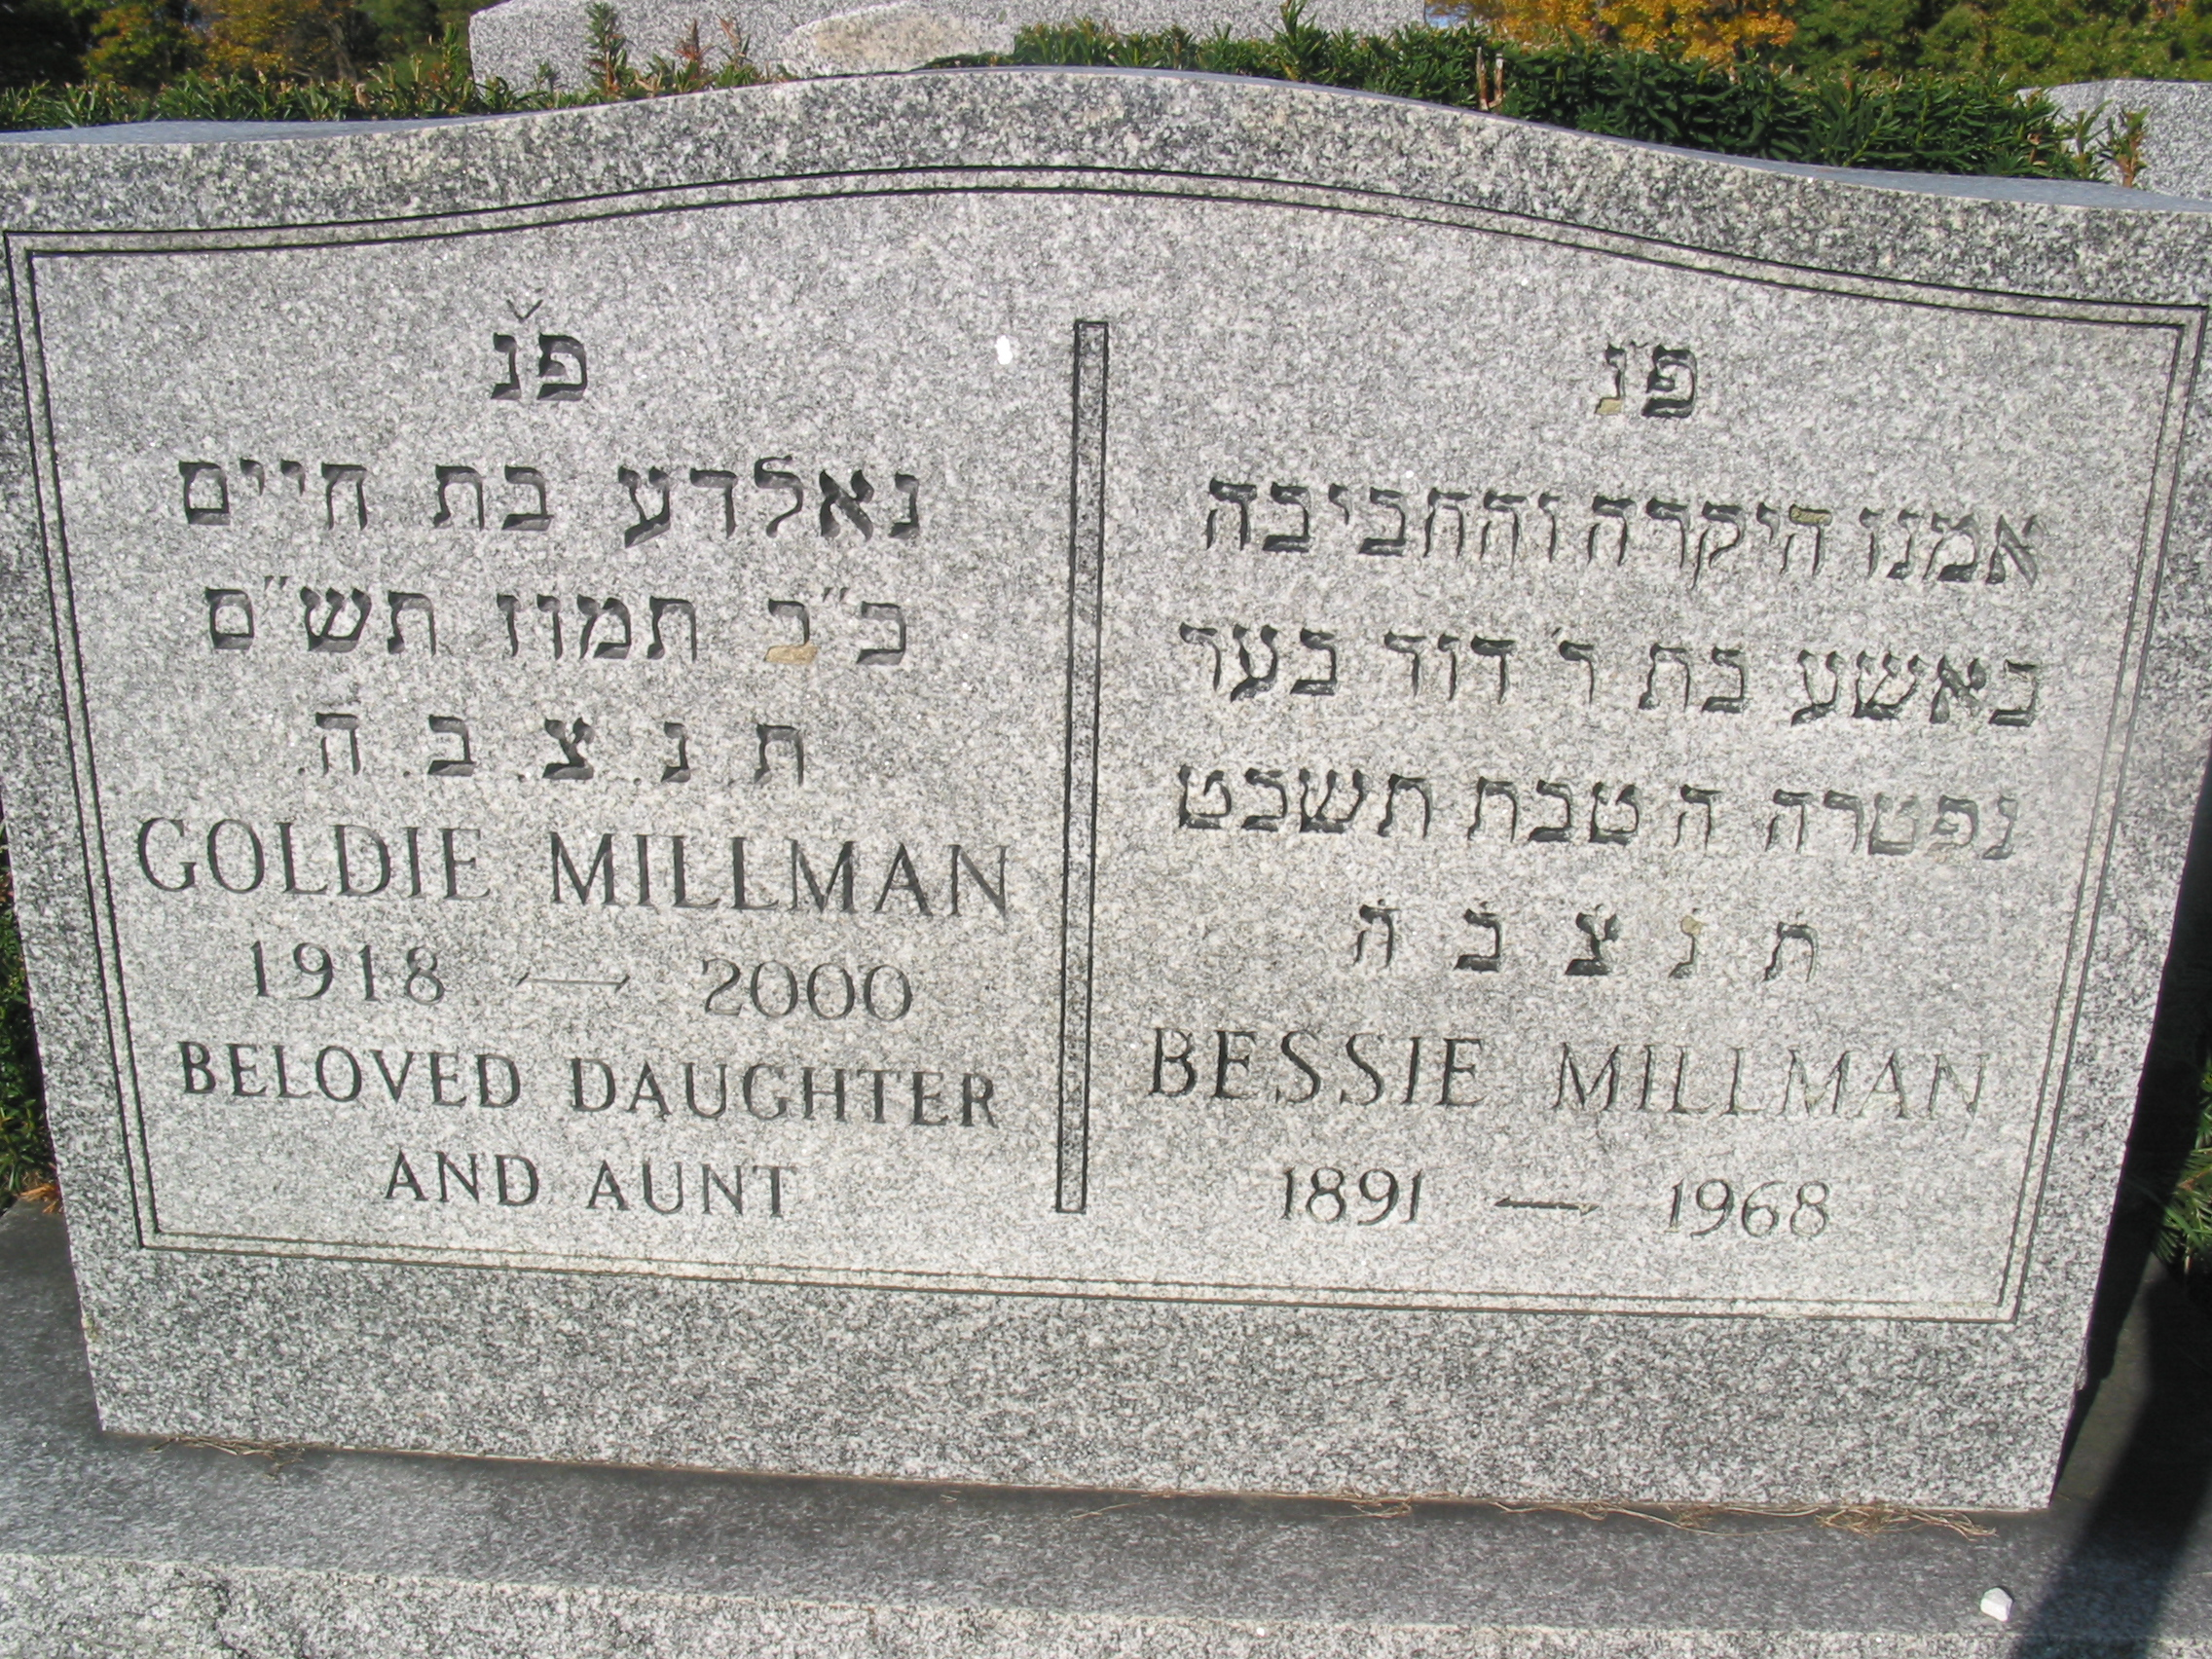 פ"נ
אמנו היקרה והחביבה
באשע בת ר' דוד בער
נפטרה ה טבת תשכט
ת נ צ ב ה
BESSIE MILLMAN
1891 — 1968
פ"נ
נאלדע בת חיים
כ"ב תמוז תש"ם
ת. נ. צ. ב. ה.
GOLDIE MILLMAN
1918 — 2000
BELOVED DAUGHTER
AND AUNT